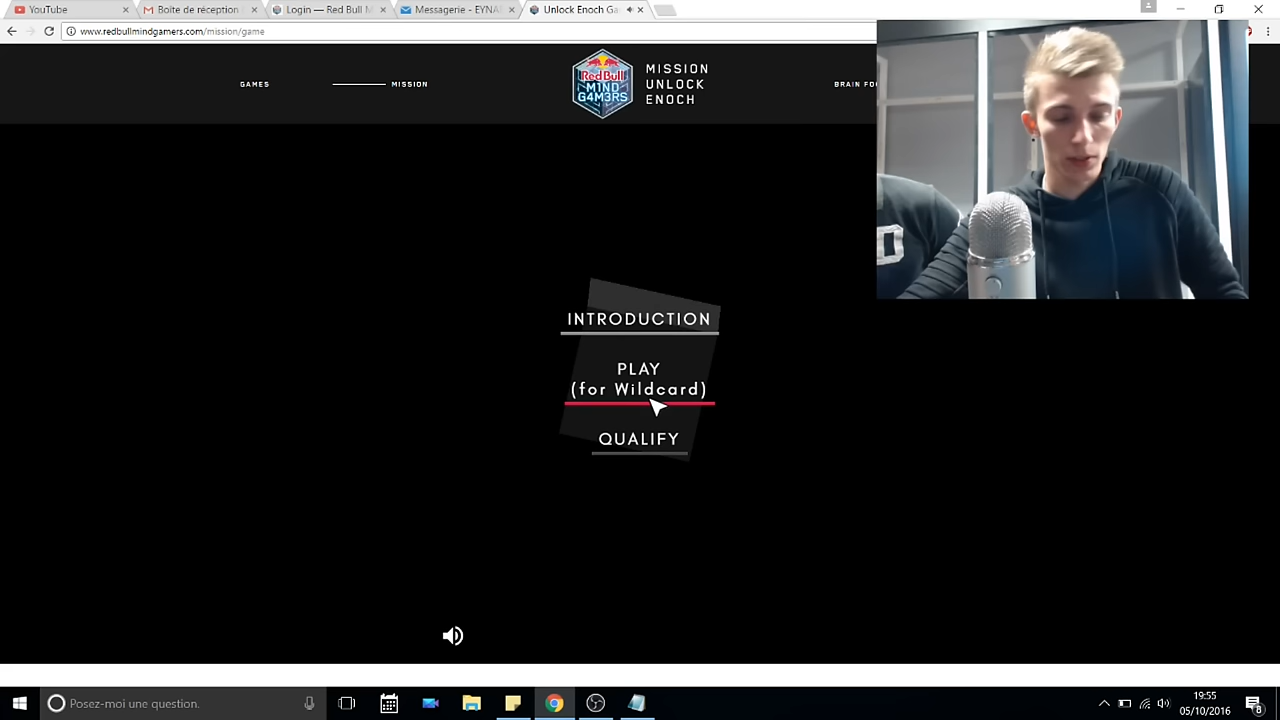 YouTube
Boîte de réception
Login — Red Bull M
Messagerie - EYNA
Unlock Enoch Ga
www.redbullmindgamers.com/mission/game
GAMES
MISSION
Red Bull
M1ND
G4M3RS
MISSION
UNLOCK
ENOCH
BRAIN FO
INTRODUCTION
PLAY
(for Wildcard)
QUALIFY
Posez-moi une question.
19:55
05/10/2016
8